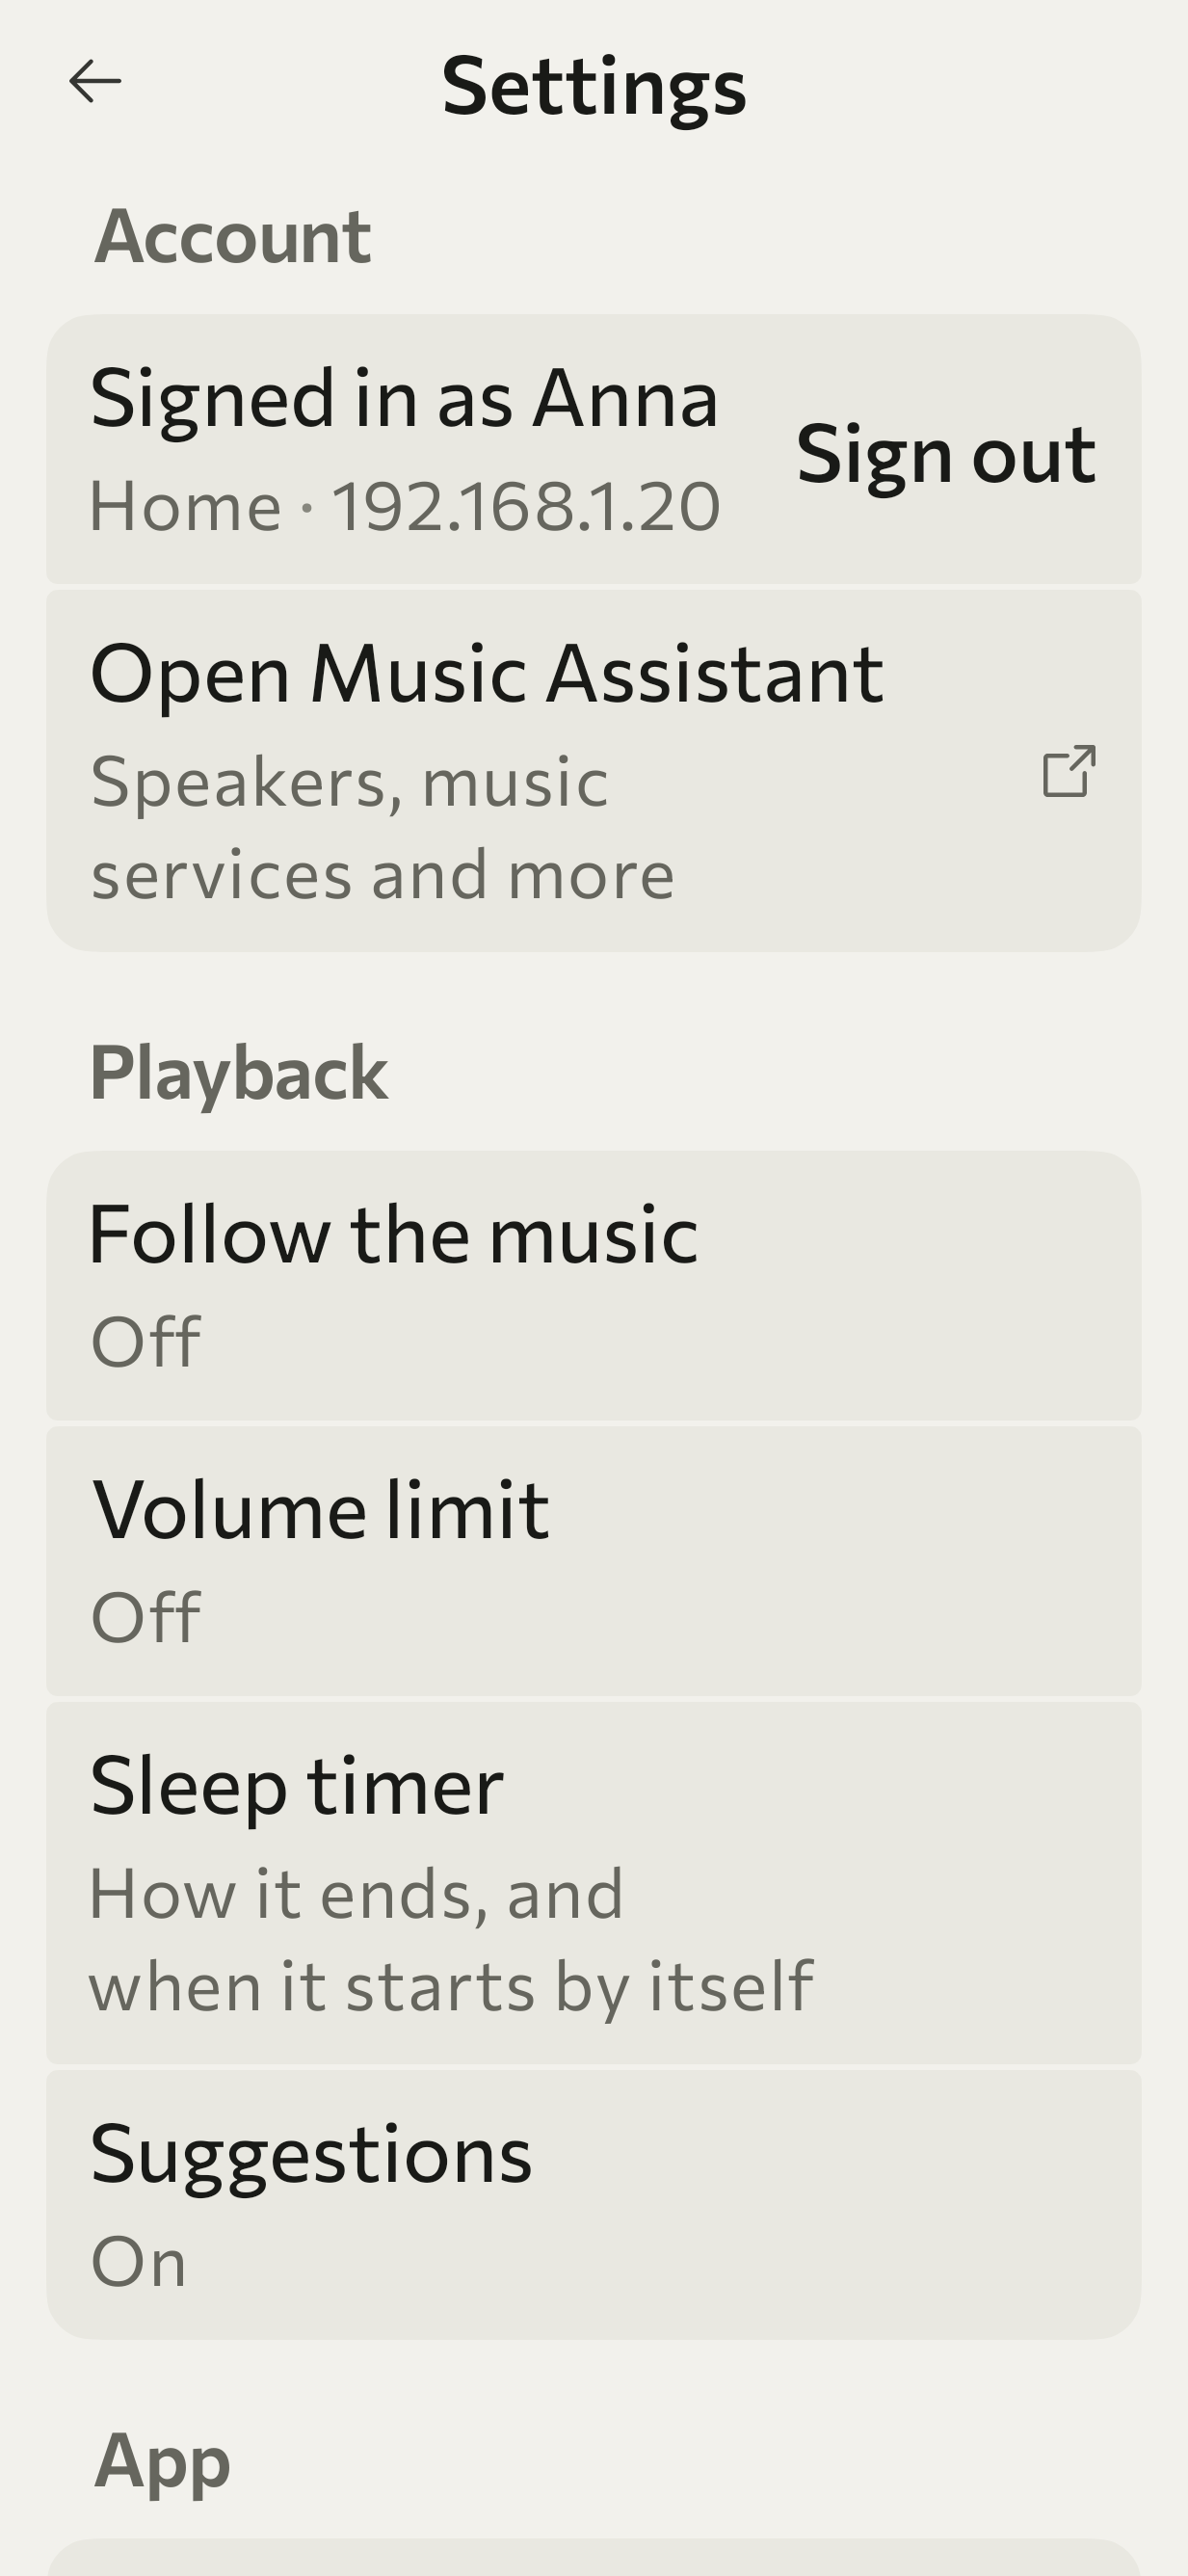 Settings
Account
Signed in as Anna
Home · 192.168.1.20
Sign out
Open Music Assistant
Speakers, music
services and more
Playback
Follow the music
Off
Volume limit
Off
Sleep timer
How it ends, and
when it starts by itself
Suggestions
On
App